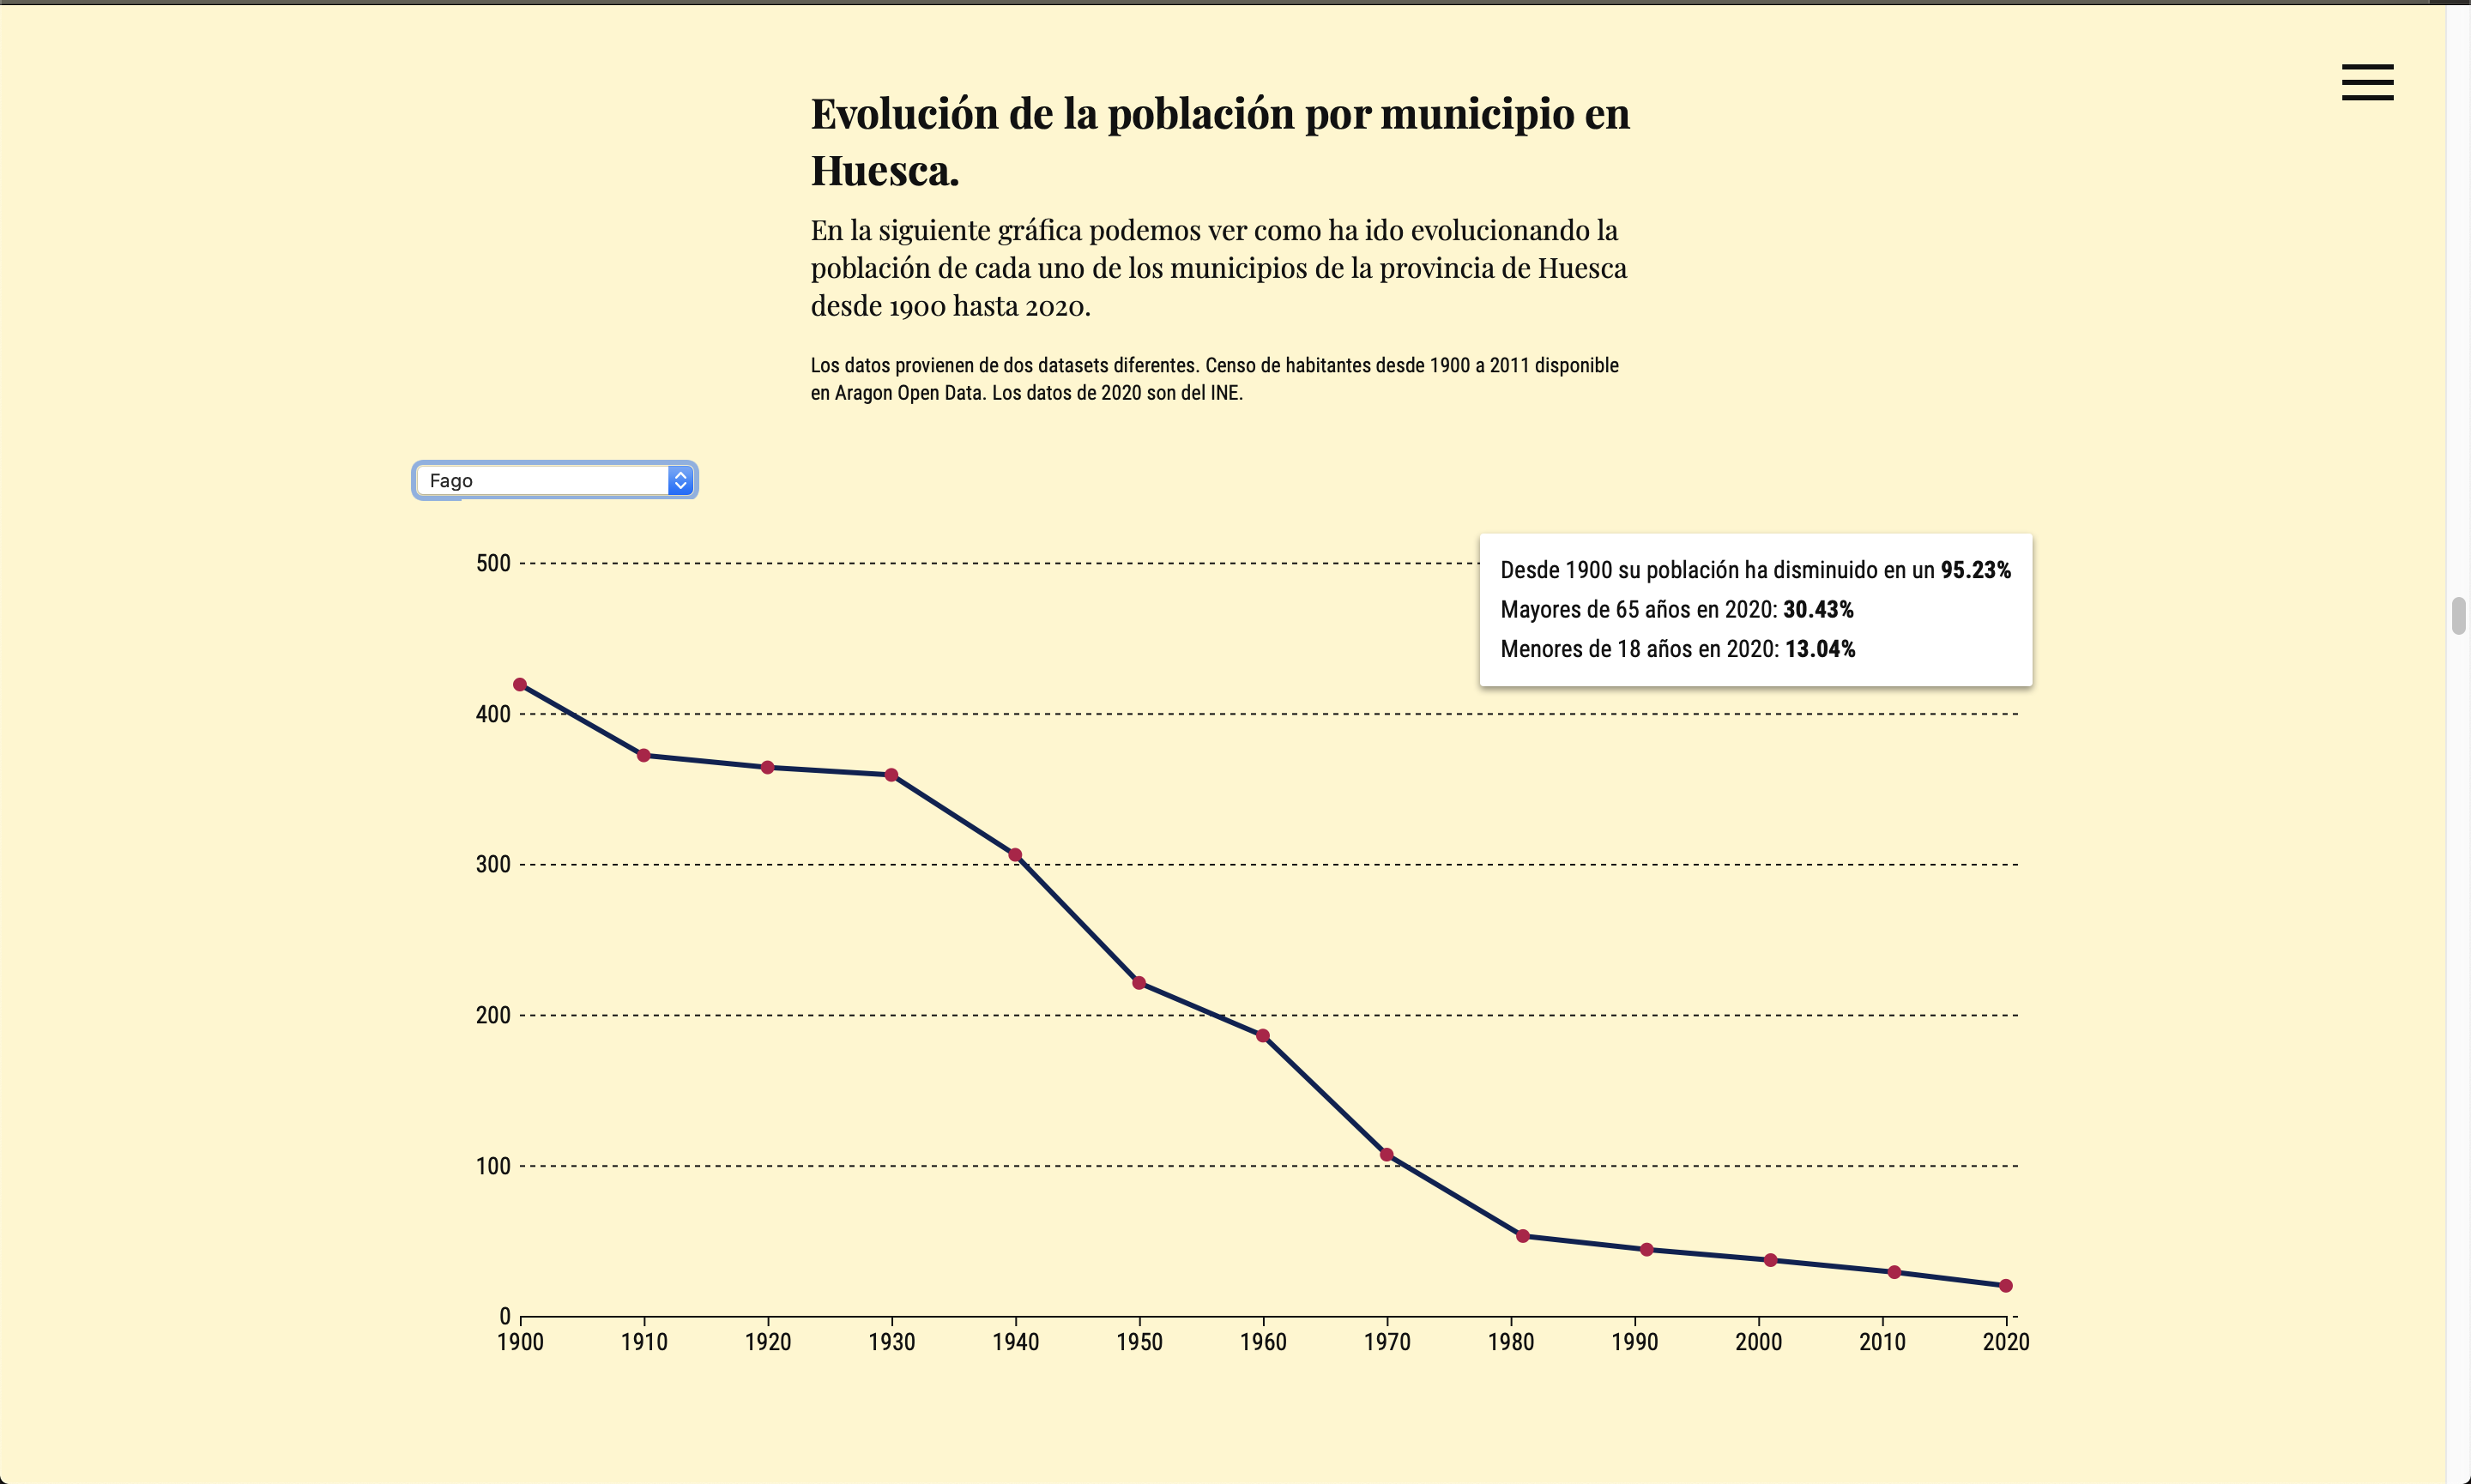 Evolución de la población por municipio en
Huesca.
En la siguiente gráfica podemos ver como ha ido evolucionando la
población de cada uno de los municipios de la provincia de Huesca
desde 1900 hasta 2020.
Los datos provienen de dos datasets diferentes. Censo de habitantes desde 1900 a 2011 disponible
en Aragon Open Data. Los datos de 2020 son del INE.
Fago
Desde 1900 su población ha disminuido en un 95.23%
Mayores de 65 años en 2020: 30.43%
Menores de 18 años en 2020: 13.04%
500
400
300
200
100
0
1900 1910 1920 1930 1940 1950 1960 1970 1980 1990 2000 2010 2020